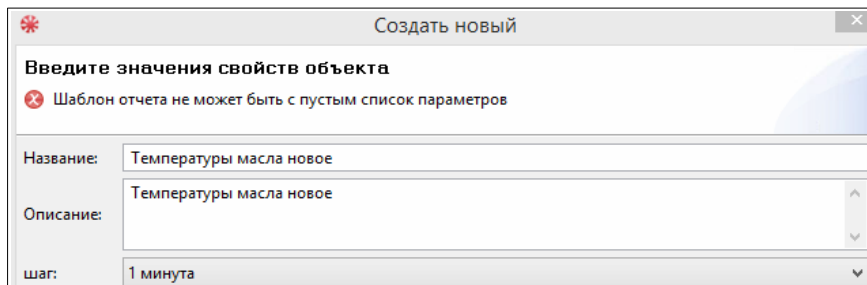 Создать новый
Введите значения свойств объекта
Шаблон отчета не может быть с пустым список параметров
Название: Температуры масла новое
Описание: Температуры масла новое
шаг: 1 минута